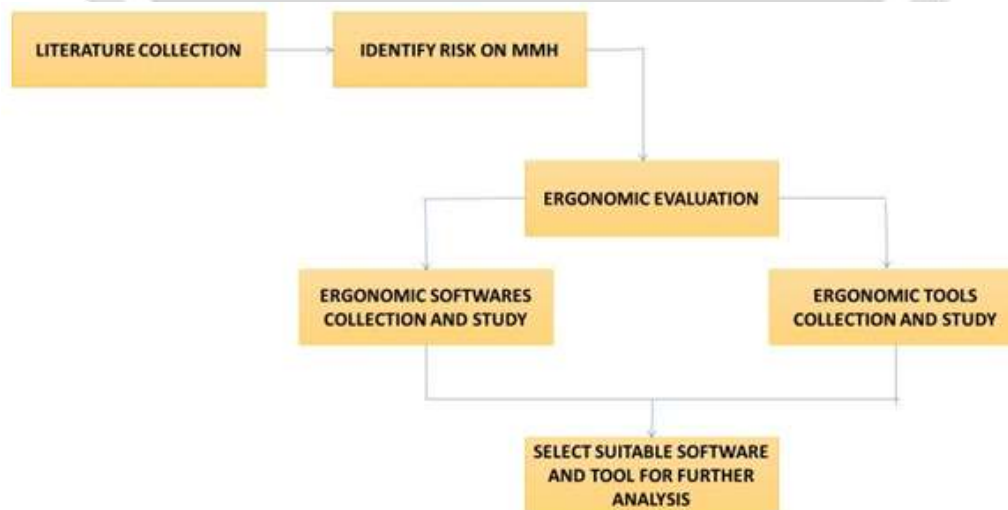 LITERATURE COLLECTION
IDENTIFY RISK ON MMH
ERGONOMIC EVALUATION
ERGONOMIC SOFTWARES
COLLECTION AND STUDY
ERGONOMIC TOOLS
COLLECTION AND STUDY
SELECT SUITABLE SOFTWARE
AND TOOL FOR FURTHER
ANALYSIS